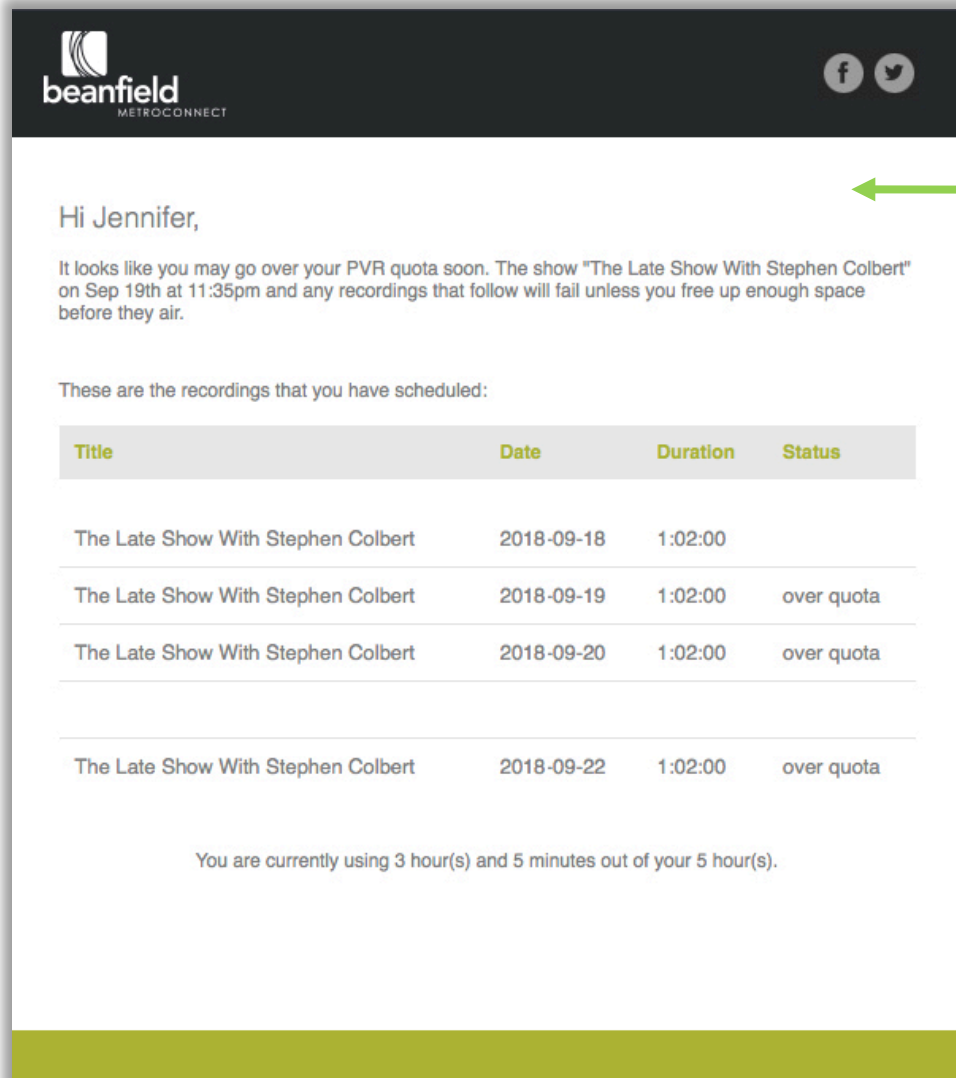 beanfield
METROCONNECT
f
Hi Jennifer,
It looks like you may go over your PVR quota soon. The show "The Late Show With Stephen Colbert"
on Sep 19th at 11:35pm and any recordings that follow will fail unless you free up enough space
before they air.
These are the recordings that you have scheduled:
Title Date Duration Status
The Late Show With Stephen Colbert 2018-09-18 1:02:00
The Late Show With Stephen Colbert 2018-09-19 1:02:00 over quota
The Late Show With Stephen Colbert 2018-09-20 1:02:00 over quota
The Late Show With Stephen Colbert 2018-09-22 1:02:00 over quota
You are currently using 3 hour(s) and 5 minutes out of your 5 hour(s).